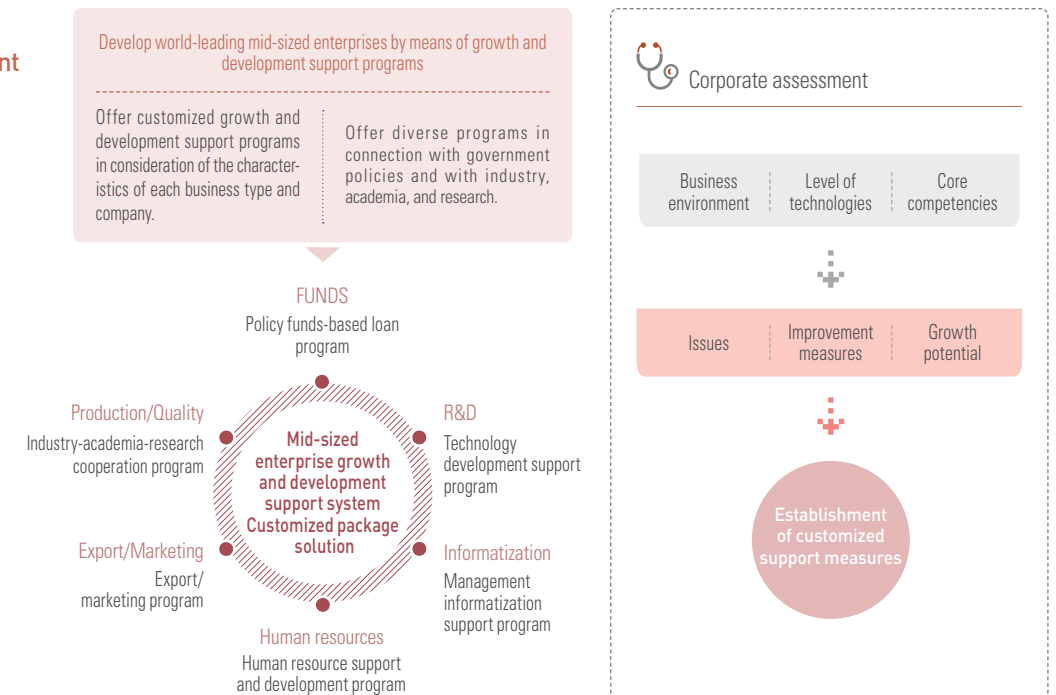 nt
Develop world-leading mid-sized enterprises by means of growth and
development support programs
Offer customized growth and
development support programs
in consideration of the character-
istics of each business type and
company.
Offer diverse programs in
connection with government
policies and with industry,
academia, and research.
FUNDS
Policy funds-based loan
program
Production/Quality
Industry-academia-research
cooperation program
R&D
Technology
development support
program
Mid-sized
enterprise growth
and development
support system
Customized package
solution
Export/Marketing
Export/
marketing program
Informatization
Management
informatization
support program
Human resources
Human resource support
and development program
Corporate assessment
Business
environment
Level of
technologies
Core
competencies
Issues
Improvement
measures
Growth
potential
Establishment
of customized
support measures